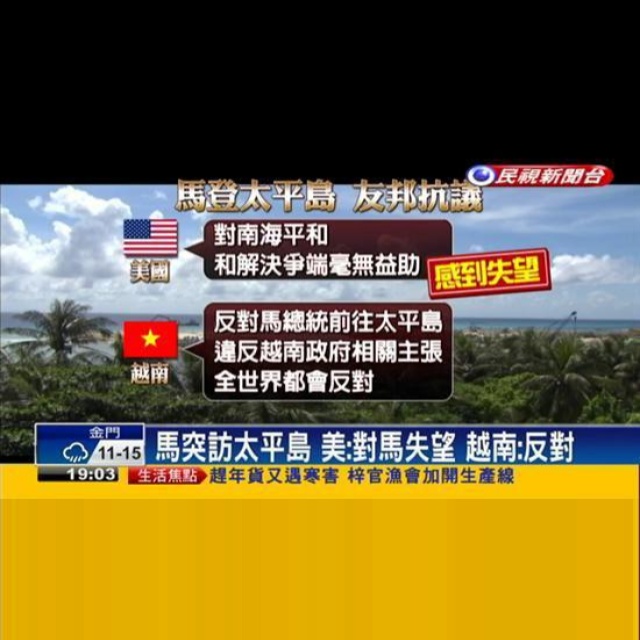 民視新聞台
馬登太平島 友邦抗議
美國
對南海平和
和解決爭端毫無益助
感到失望
越南
反對馬總統前往太平島
違反越南政府相關主張
全世界都會反對
金門
11-15
馬突訪太平島 美:對馬失望 越南:反對
19:03
生活焦點
趕年貨又遇寒害 梓官漁會加開生產線